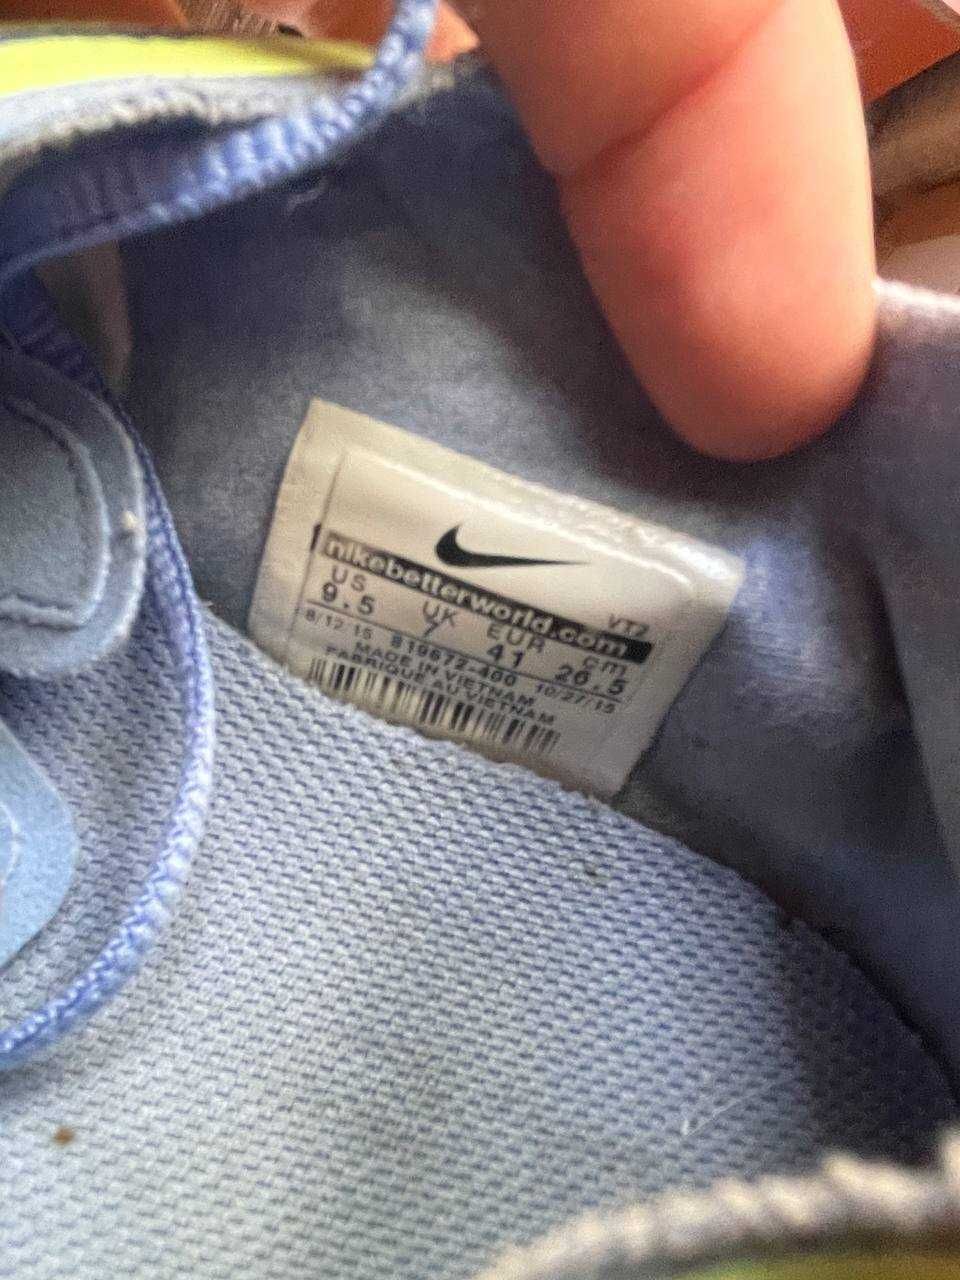 nikebetterworld.com
VT2
US UK EUR cm
9.5 7 41 26.5
8/12/15 819672-400 10/27/15
MADE IN VIETNAM
FABRIQUE AU VIETNAM